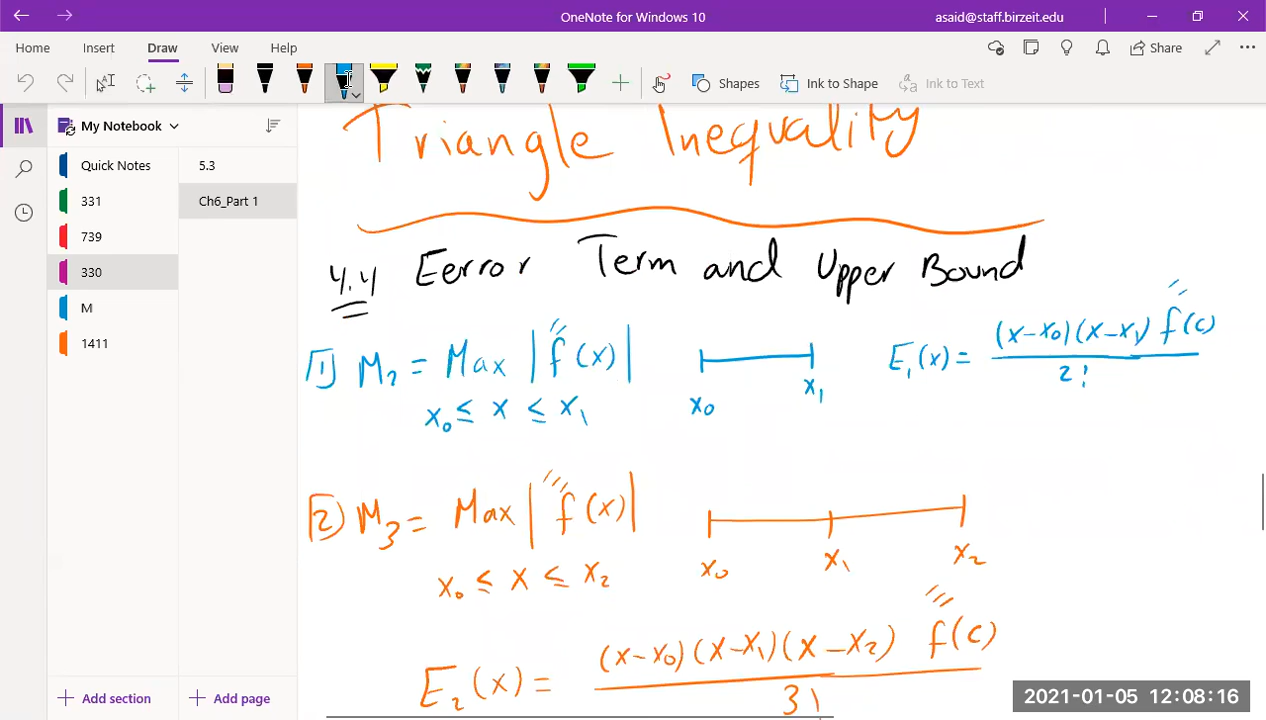 OneNote for Windows 10
asaid@staff.birzeit.edu
Home Insert Draw View Help
Share
Shapes
Ink to Shape
Ink to Text
My Notebook
Quick Notes
331
739
330
M
1411
5.3
Ch6_Part 1
Triangle Inequality
4.4 Eerror Term and Upper Bound
1) M₂ = Max |f''(x)|
x₀ ≤ x ≤ x₁
x₀ x₁
E₁(x) = (x-x₀)(x-x₁) f''(c)
2!
2) M₃ = Max |f'''(x)|
x₀ ≤ x ≤ x₂
x₀ x₁ x₂
E₂(x) = (x-x₀)(x-x₁)(x-x₂) f'''(c)
3!
Add section
Add page
2021-01-05 12:08:16